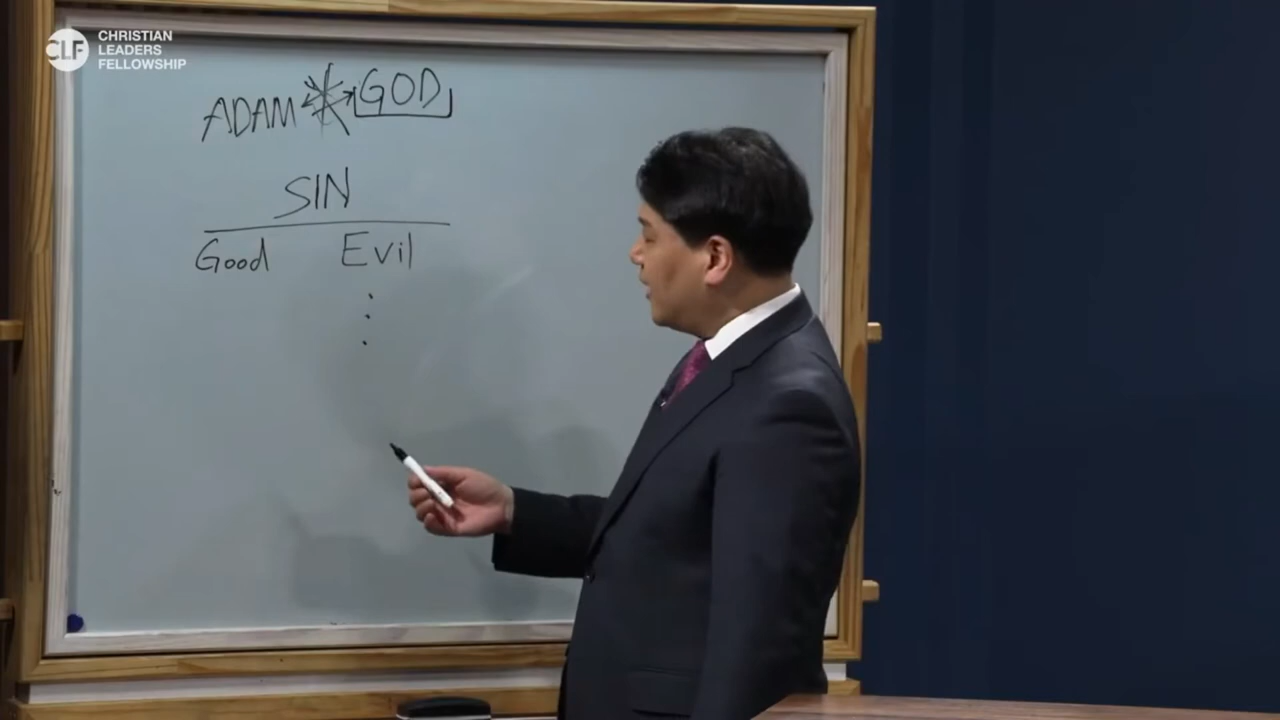 CLF
CHRISTIAN
LEADERS
FELLOWSHIP
ADAM GOD
SIN
Good Evil